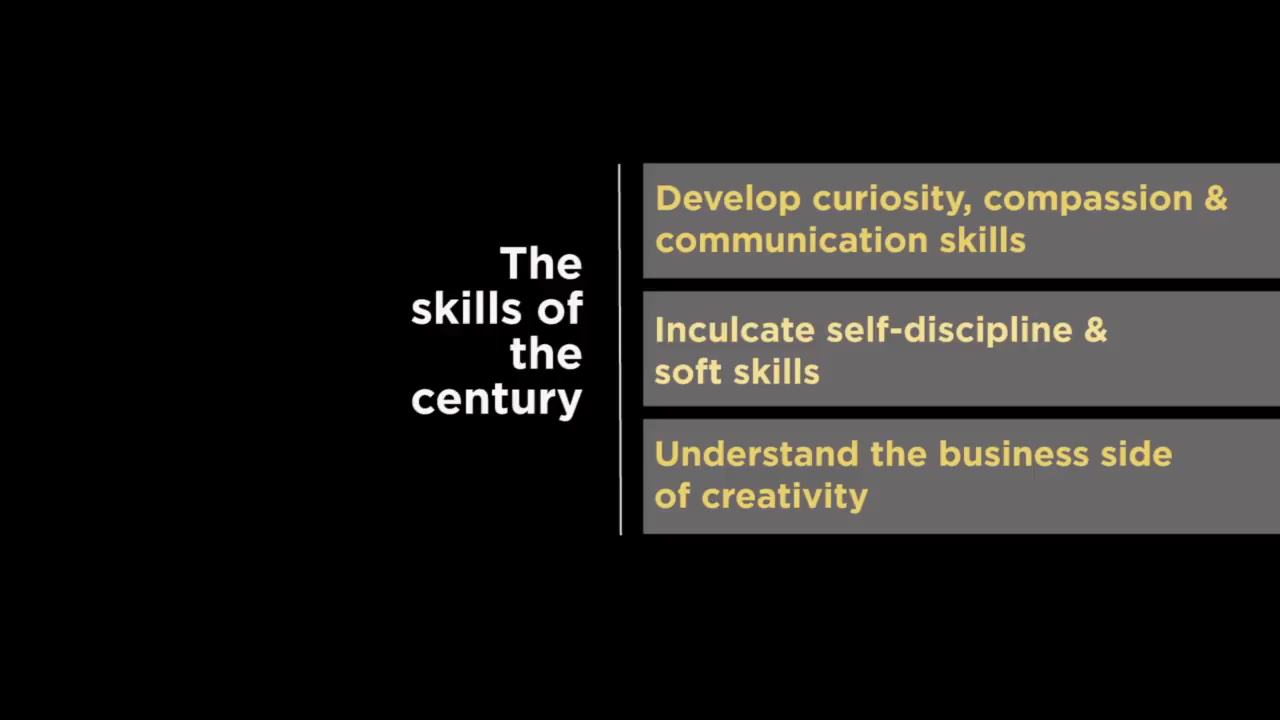 The
skills of
the
century
Develop curiosity, compassion &
communication skills
Inculcate self-discipline &
soft skills
Understand the business side
of creativity